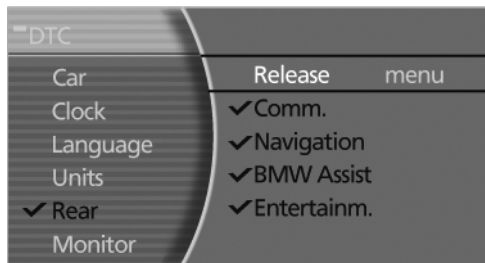 DTC
Car
Clock
Language
Units
✔ Rear
Monitor
Release menu
✔Comm.
✔Navigation
✔BMW Assist
✔Entertainm.